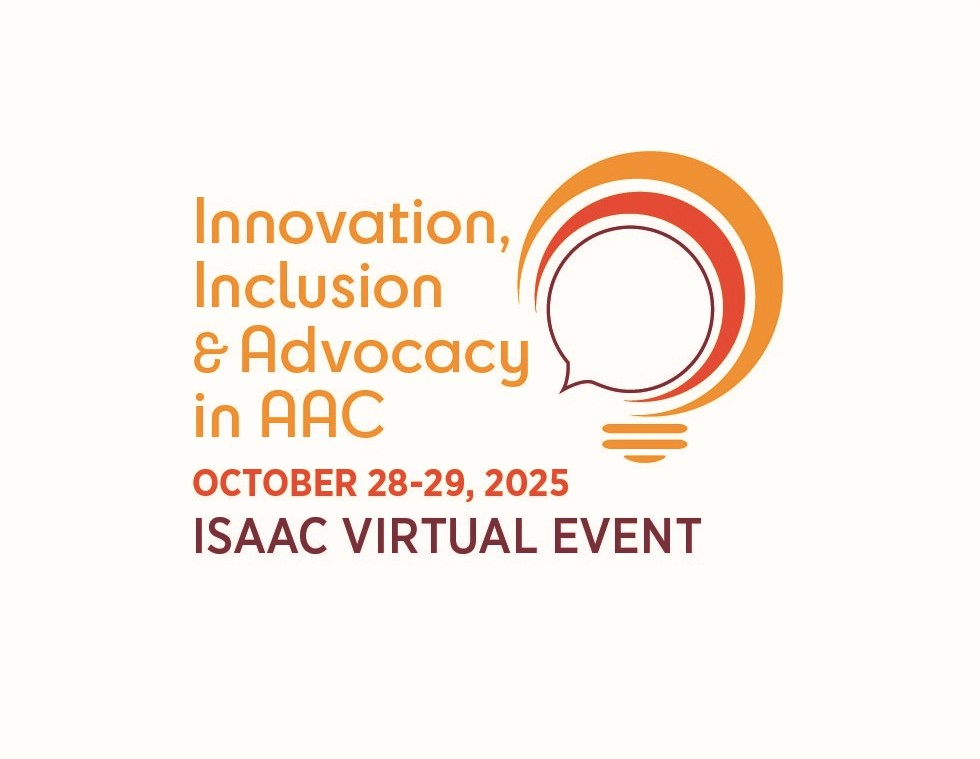 Innovation,
Inclusion
& Advocacy
in AAC
OCTOBER 28-29, 2025
ISAAC VIRTUAL EVENT